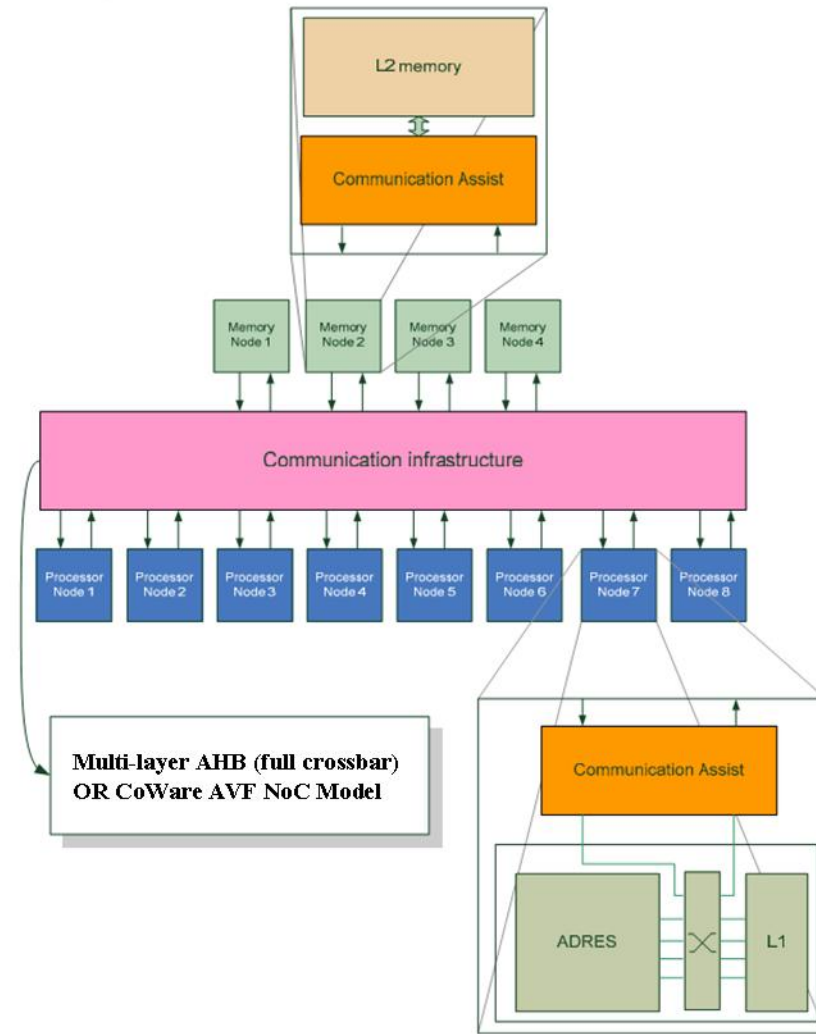 L2 memory
Communication Assist
Memory
Node 1
Memory
Node 2
Memory
Node 3
Memory
Node 4
Communication infrastructure
Processor
Node 1
Processor
Node 2
Processor
Node 3
Processor
Node 4
Processor
Node 5
Processor
Node 6
Processor
Node 7
Processor
Node 8
Multi-layer AHB (full crossbar)
OR CoWare AVF NoC Model
Communication Assist
ADRES
L1